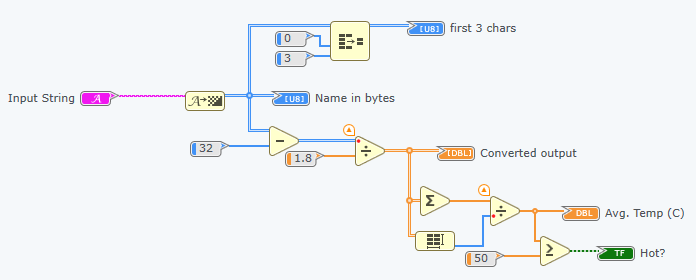 0
[U8] first 3 chars
3
Input String A A→ [U8] Name in bytes
32 − 1.8 ÷ [DBL] Converted output
Σ ÷ DBL Avg. Temp (C)
50 ≥ TF Hot?